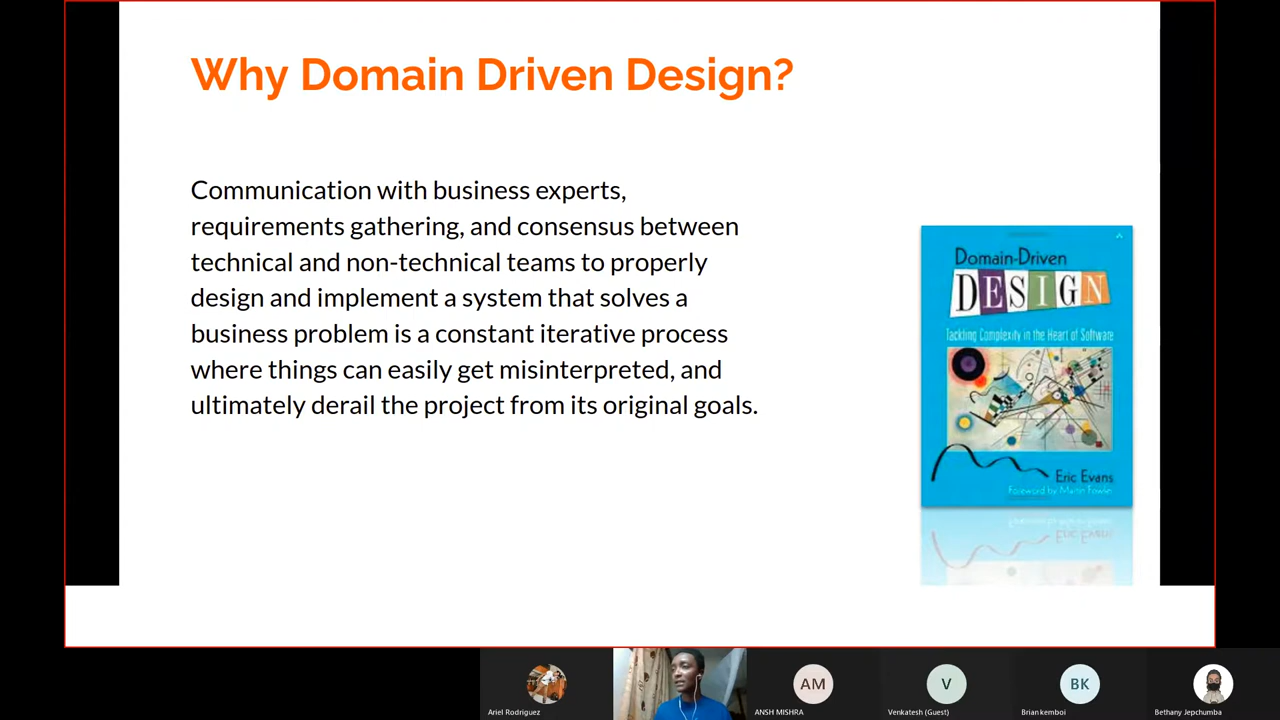 Why Domain Driven Design?
Communication with business experts,
requirements gathering, and consensus between
technical and non-technical teams to properly
design and implement a system that solves a
business problem is a constant iterative process
where things can easily get misinterpreted, and
ultimately derail the project from its original goals.
Domain-Driven
DESIGN
Tackling Complexity in the Heart of Software
Eric Evans
Foreword by Martin Fowler
AM
V
BK
Ariel Rodriguez
ANSH MISHRA
Venkatesh (Guest)
Brian kemboi
Bethany Jepchumba